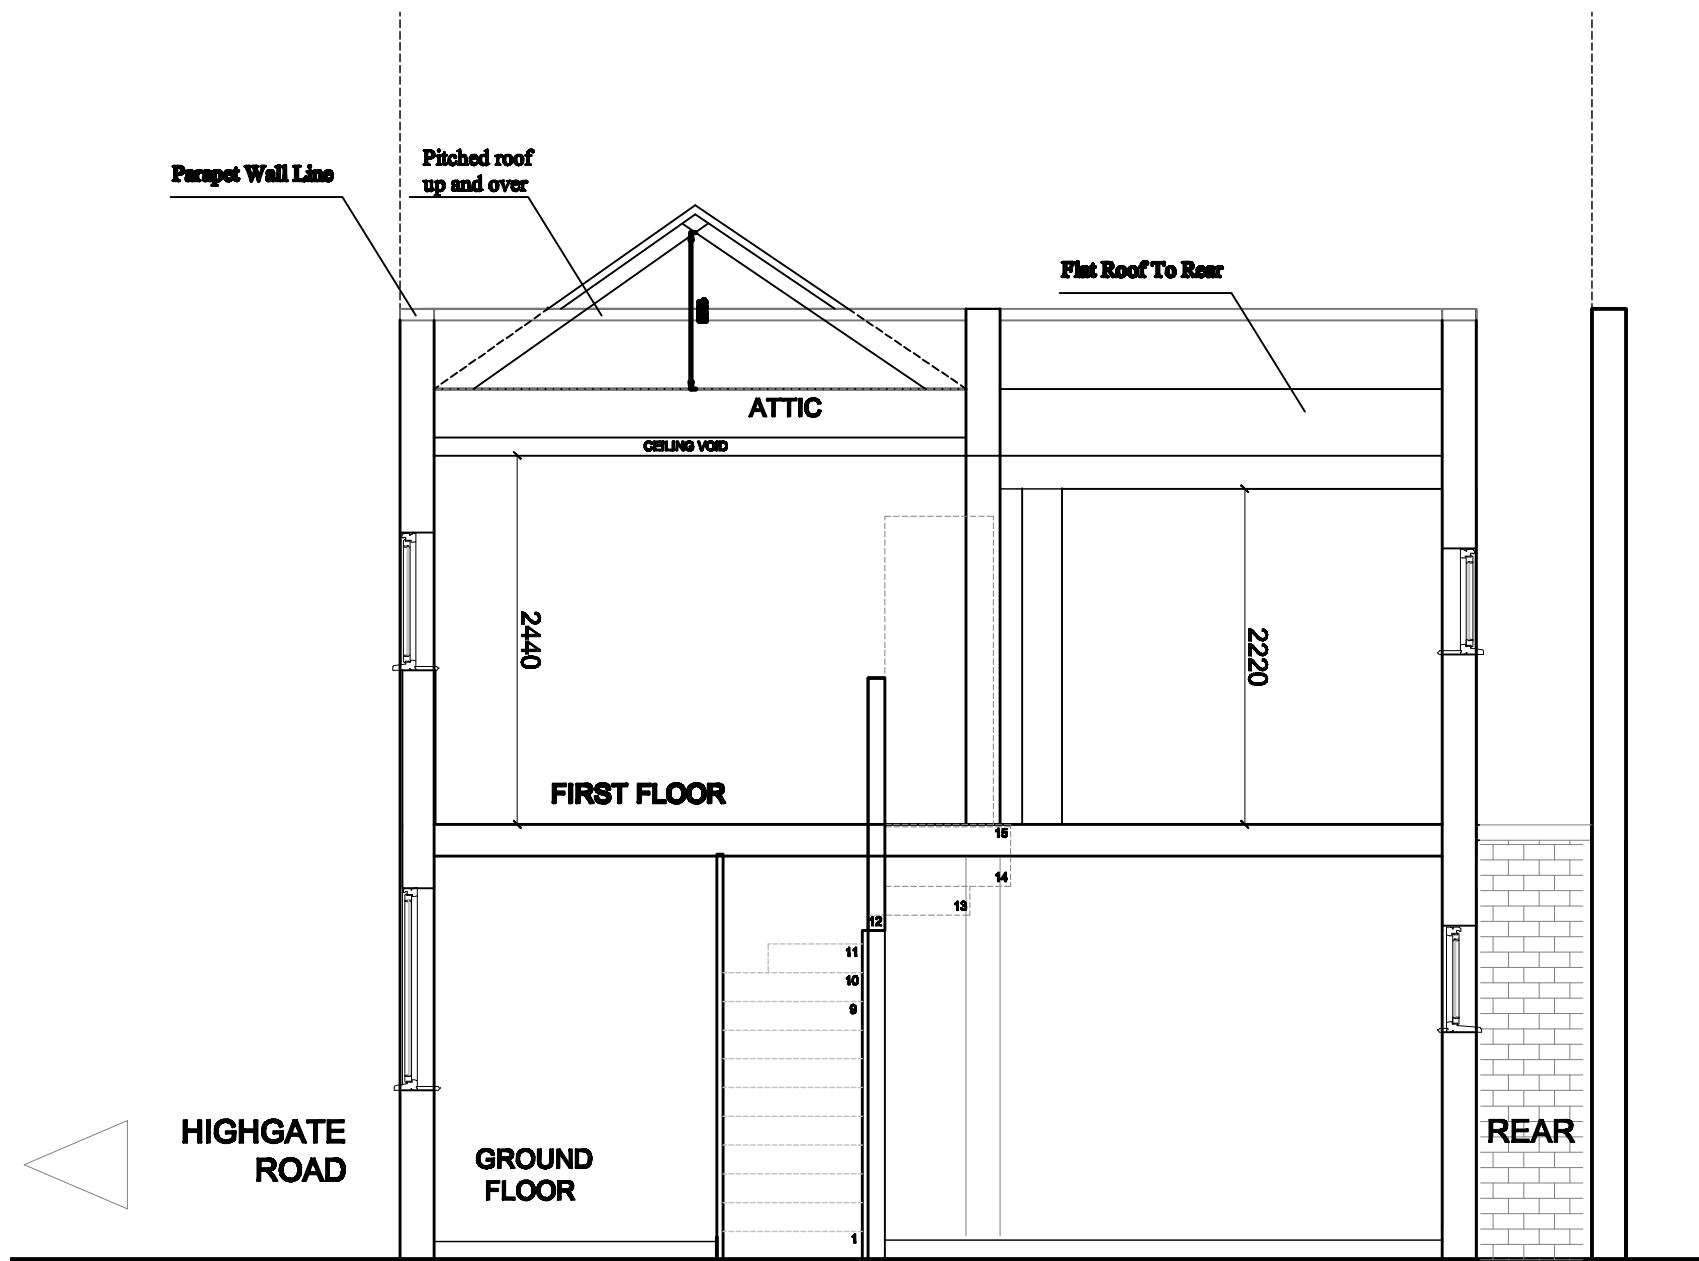 Pitched roof
up and over
Parapet Wall Line
Flat Roof To Rear
ATTIC
CEILING VOID
2440
2220
FIRST FLOOR
15
14
13
12
11
10
9
1
HIGHGATE
ROAD
GROUND
FLOOR
REAR